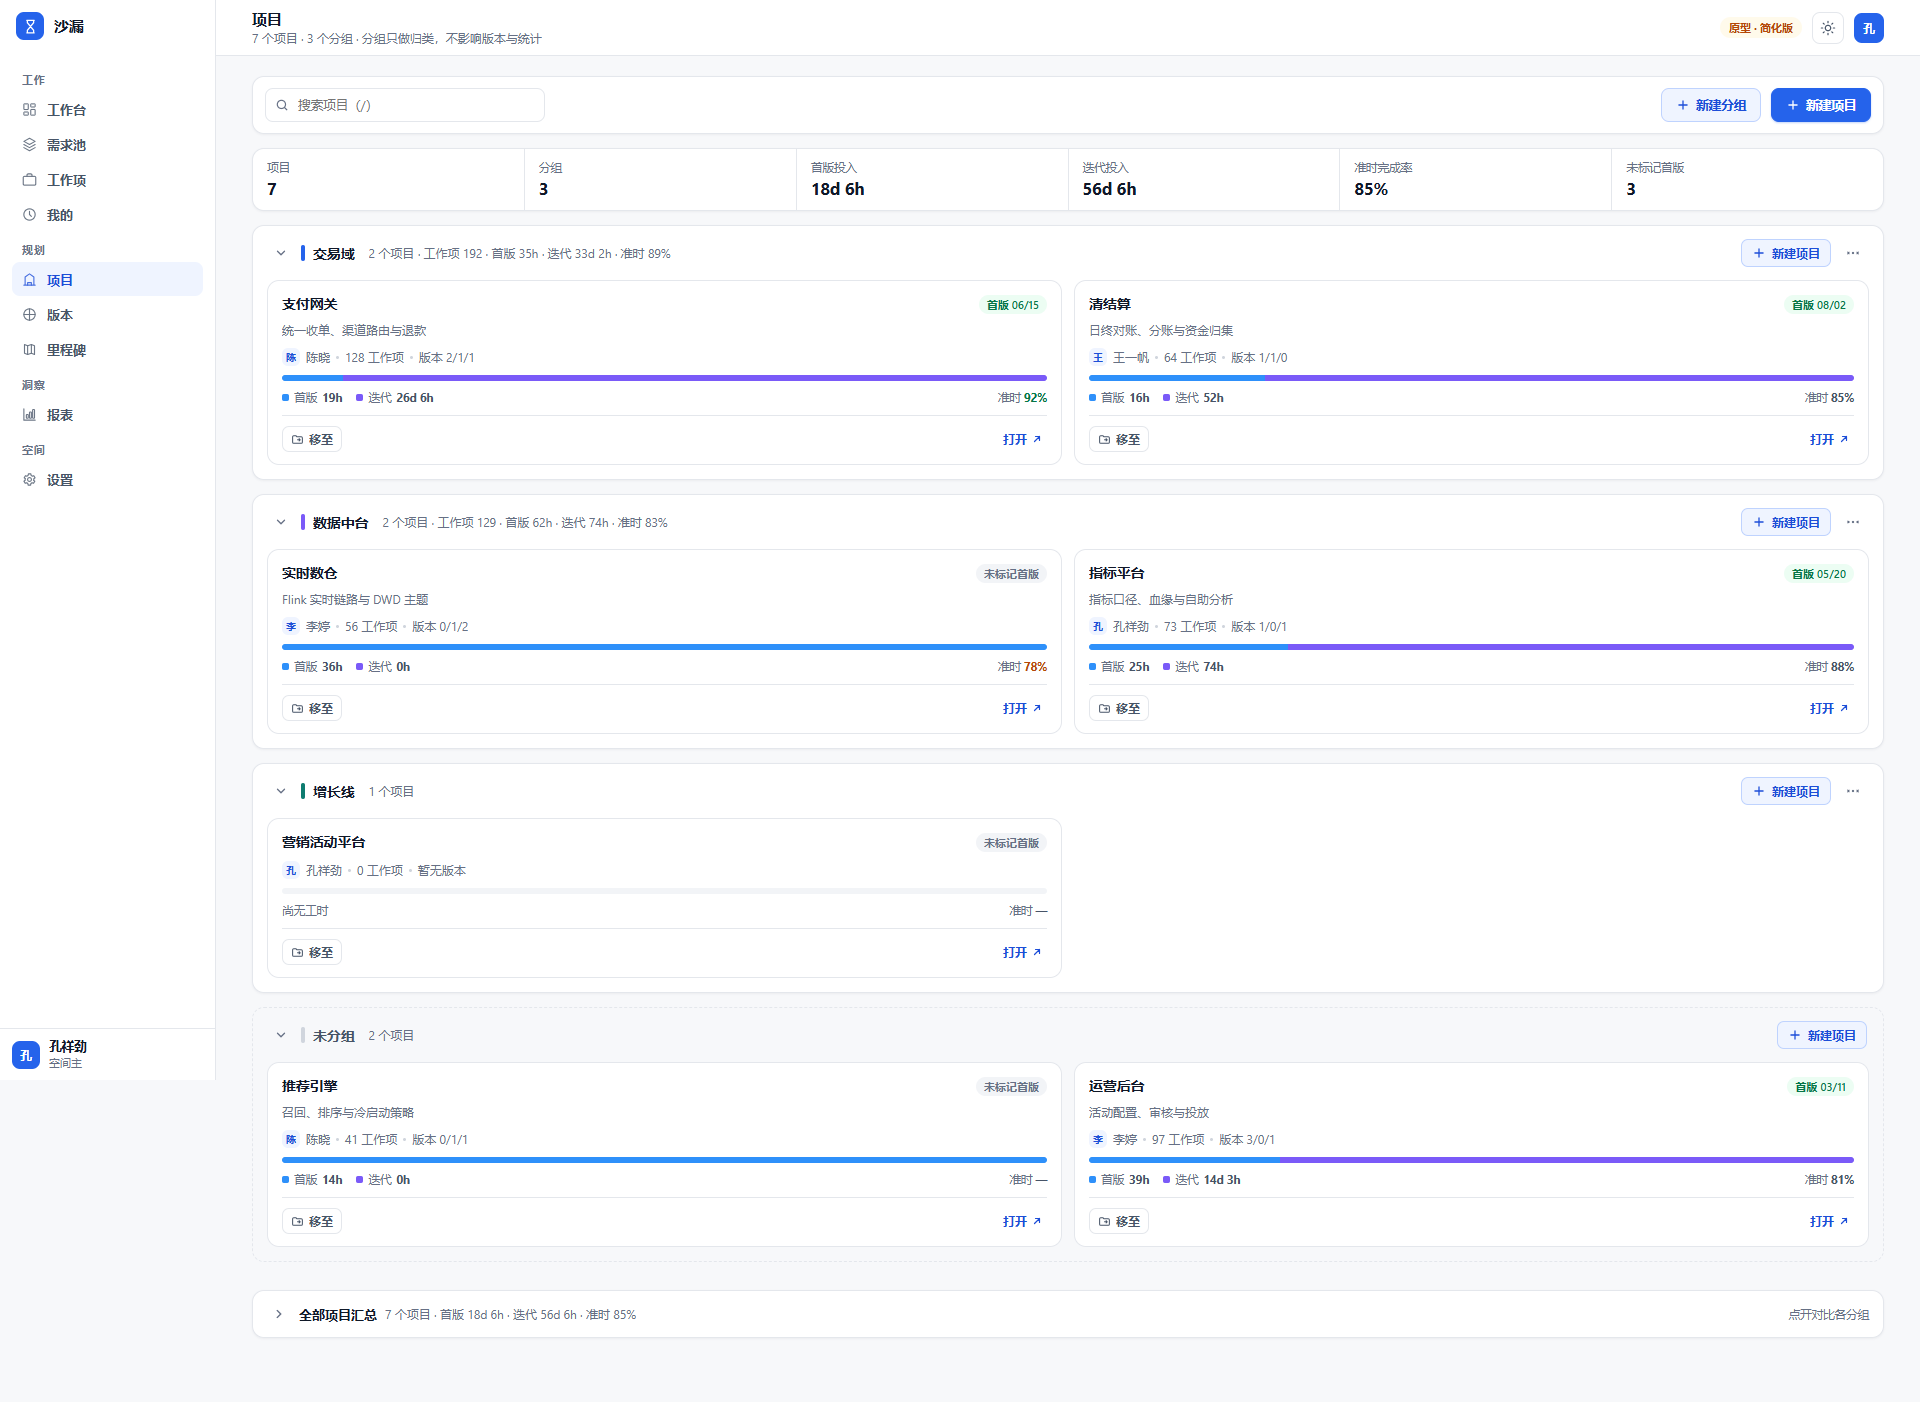 沙漏
工作
工作台
需求池
工作项
我的
规划
项目
版本
里程碑
洞察
报表
空间
设置
孔 孔祥劲
空间主
项目
7 个项目 · 3 个分组 · 分组只做归类，不影响版本与统计
原型 · 简化版
孔
搜索项目（/）
新建分组
新建项目
项目
7
分组
3
首版投入
18d 6h
迭代投入
56d 6h
准时完成率
85%
未标记首版
3
交易域 2 个项目 · 工作项 192 · 首版 35h · 迭代 33d 2h · 准时 89%
新建项目
支付网关 首版 06/15
统一收单、渠道路由与退款
陈 陈晓 · 128 工作项 · 版本 2/1/1
首版 19h 迭代 26d 6h 准时 92%
移至 打开
清结算 首版 08/02
日终对账、分账与资金归集
王 王一帆 · 64 工作项 · 版本 1/1/0
首版 16h 迭代 52h 准时 85%
移至 打开
数据中台 2 个项目 · 工作项 129 · 首版 62h · 迭代 74h · 准时 83%
新建项目
实时数仓 未标记首版
Flink 实时链路与 DWD 主题
李 李婷 · 56 工作项 · 版本 0/1/2
首版 36h 迭代 0h 准时 78%
移至 打开
指标平台 首版 05/20
指标口径、血缘与自助分析
孔 孔祥劲 · 73 工作项 · 版本 1/0/1
首版 25h 迭代 74h 准时 88%
移至 打开
增长线 1 个项目
新建项目
营销活动平台 未标记首版
孔 孔祥劲 · 0 工作项 · 暂无版本
尚无工时 准时 —
移至 打开
未分组 2 个项目
新建项目
推荐引擎 未标记首版
召回、排序与冷启动策略
陈 陈晓 · 41 工作项 · 版本 0/1/1
首版 14h 迭代 0h 准时 —
移至 打开
运营后台 首版 03/11
活动配置、审核与投放
李 李婷 · 97 工作项 · 版本 3/0/1
首版 39h 迭代 14d 3h 准时 81%
移至 打开
全部项目汇总 7 个项目 · 首版 18d 6h · 迭代 56d 6h · 准时 85%
点开对比各分组